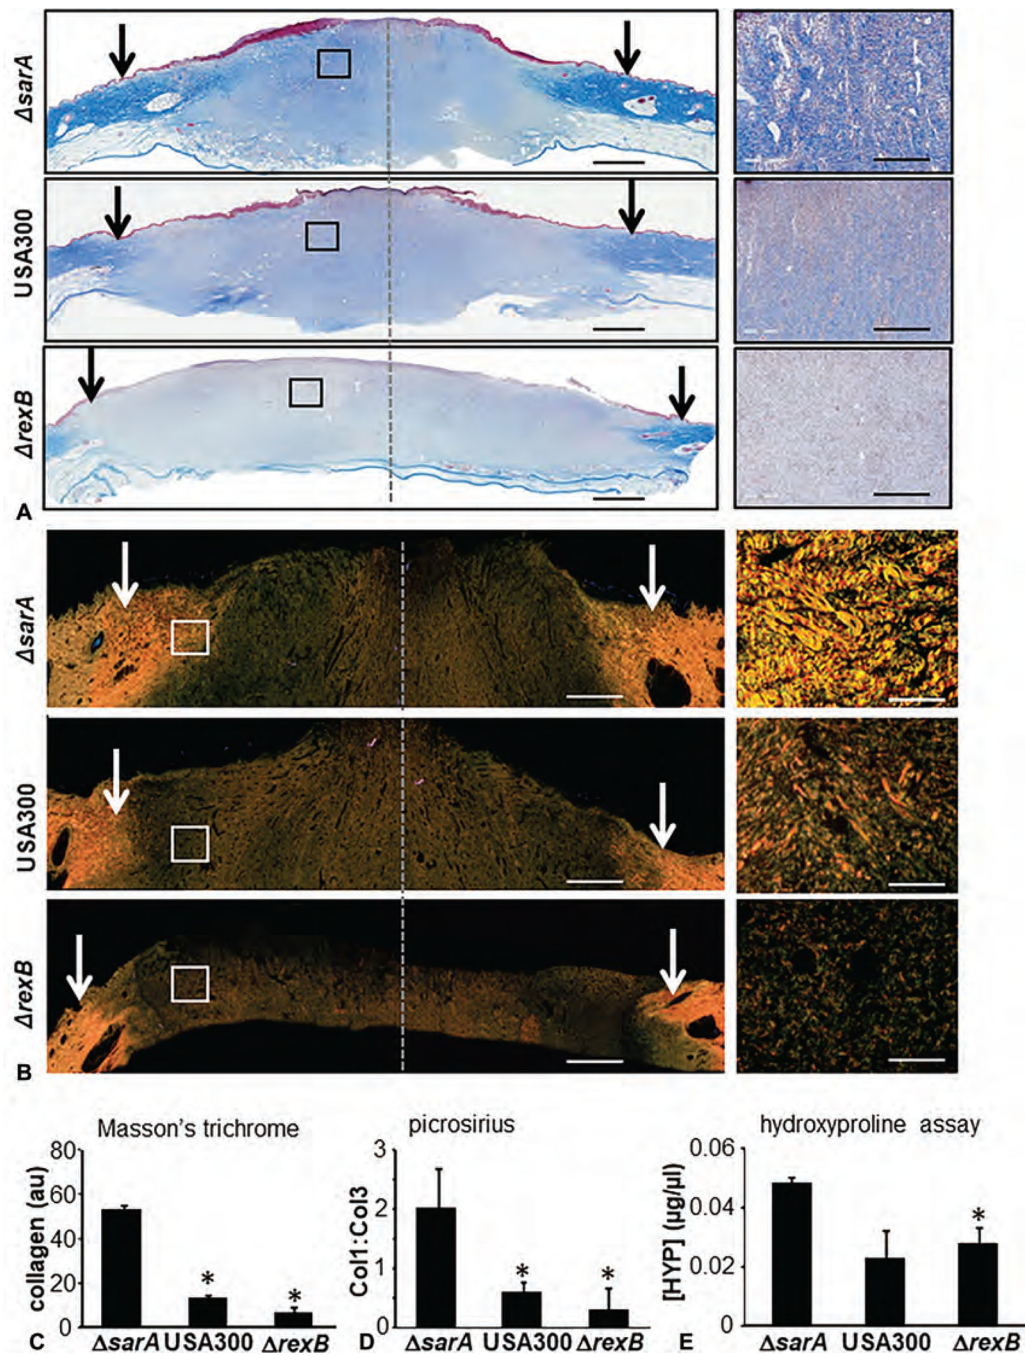 ΔsarA
USA300
ΔrexB
A
ΔsarA
USA300
ΔrexB
B
Masson's trichrome
collagen (au)
80
60
40
20
0
*
*
C
ΔsarA USA300 ΔrexB
picrosirius
Col1:Col3
3
2
1
0
*
*
D
ΔsarA USA300 ΔrexB
hydroxyproline assay
[HYP] (µg/µl)
0.06
0.04
0.02
0
*
E
ΔsarA USA300 ΔrexB